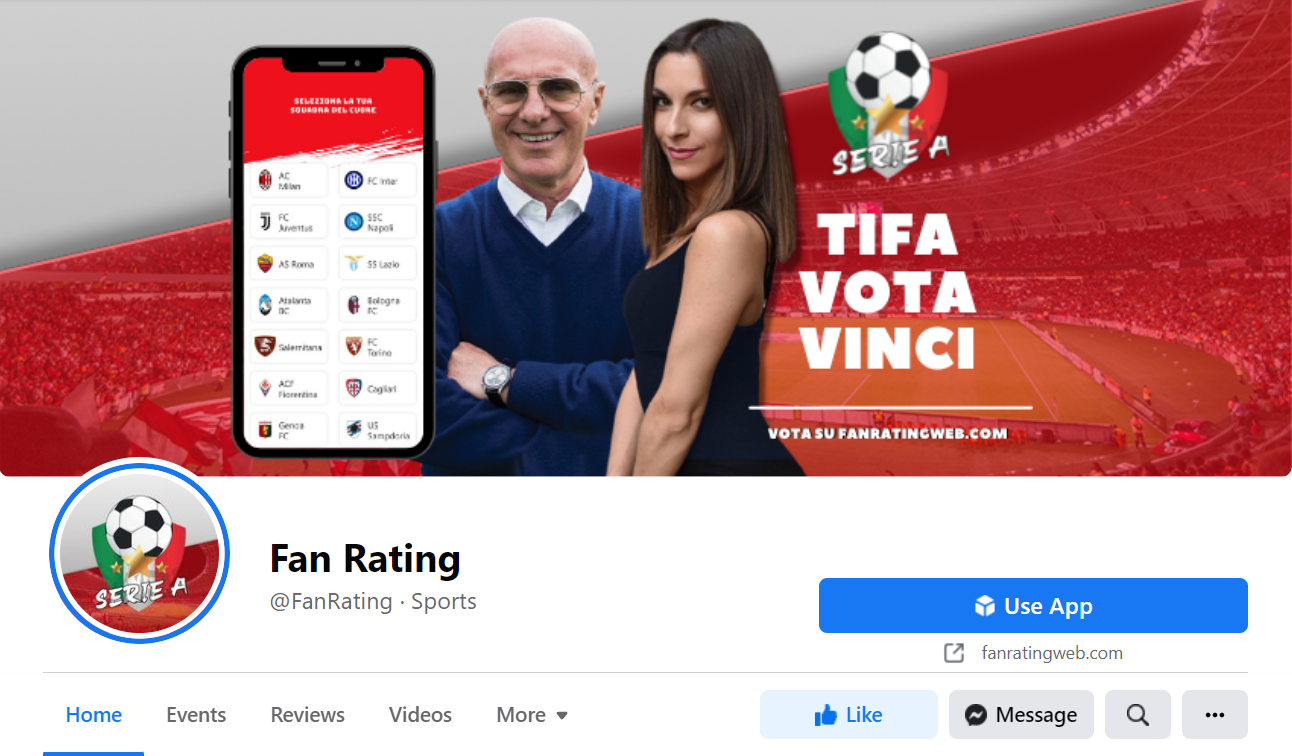 SELEZIONA LA TUA
SQUADRA DEL CUORE
AC
Milan
FC Inter
FC
Juventus
SSC
Napoli
AS Roma
SS Lazio
Atalanta
BC
Bologna
FC
Salernitana
FC
Torino
ACF
Fiorentina
Cagliari
Genoa
FC
US
Sampdoria
SERIE A
TIFA
VOTA
VINCI
VOTA SU FANRATINGWEB.COM
SERIE A
Fan Rating
@FanRating · Sports
Use App
fanratingweb.com
Home Events Reviews Videos More Like Message